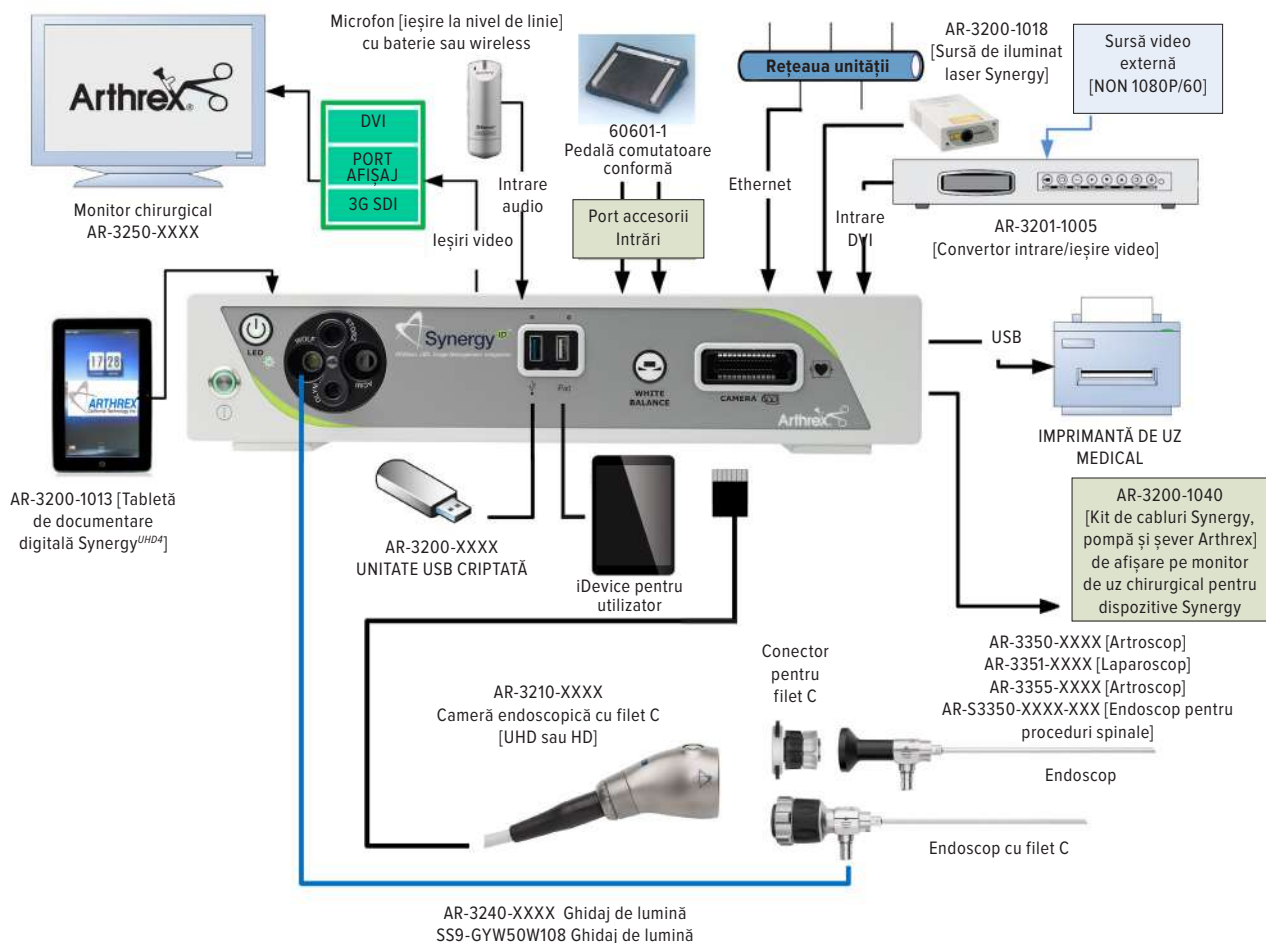 Arthrex®
Monitor chirurgical
AR-3250-XXXX
DVI
PORT
AFIȘAJ
3G SDI
Ieșiri video
Microfon [ieșire la nivel de linie]
cu baterie sau wireless
Intrare
audio
60601-1
Pedală comutatoare
conformă
Port accesorii
Intrări
Rețeaua unității
Ethernet
AR-3200-1018
[Sursă de iluminat
laser Synergy]
Sursă video
externă
[NON 1080P/60]
Intrare
DVI
AR-3201-1005
[Convertor intrare/ieșire video]
17:28
ARTHREX
AR-3200-1013 [Tabletă
de documentare
digitală SynergyUHD4]
LED
WOLF
STORZ
ACMI
OLYMPUS
Synergy
iPad
WHITE
BALANCE
CAMERA
Arthrex
USB
IMPRIMANTĂ DE UZ
MEDICAL
AR-3200-1040
[Kit de cabluri Synergy,
pompă și șever Arthrex]
de afișare pe monitor
de uz chirurgical pentru
dispozitive Synergy
AR-3200-XXXX
UNITATE USB CRIPTATĂ
iDevice pentru
utilizator
AR-3210-XXXX
Cameră endoscopică cu filet C
[UHD sau HD]
Conector
pentru
filet C
AR-3350-XXXX [Artroscop]
AR-3351-XXXX [Laparoscop]
AR-3355-XXXX [Artroscop]
AR-S3350-XXXX-XXX [Endoscop pentru
proceduri spinale]
Endoscop
Endoscop cu filet C
AR-3240-XXXX Ghidaj de lumină
SS9-GYW50W108 Ghidaj de lumină